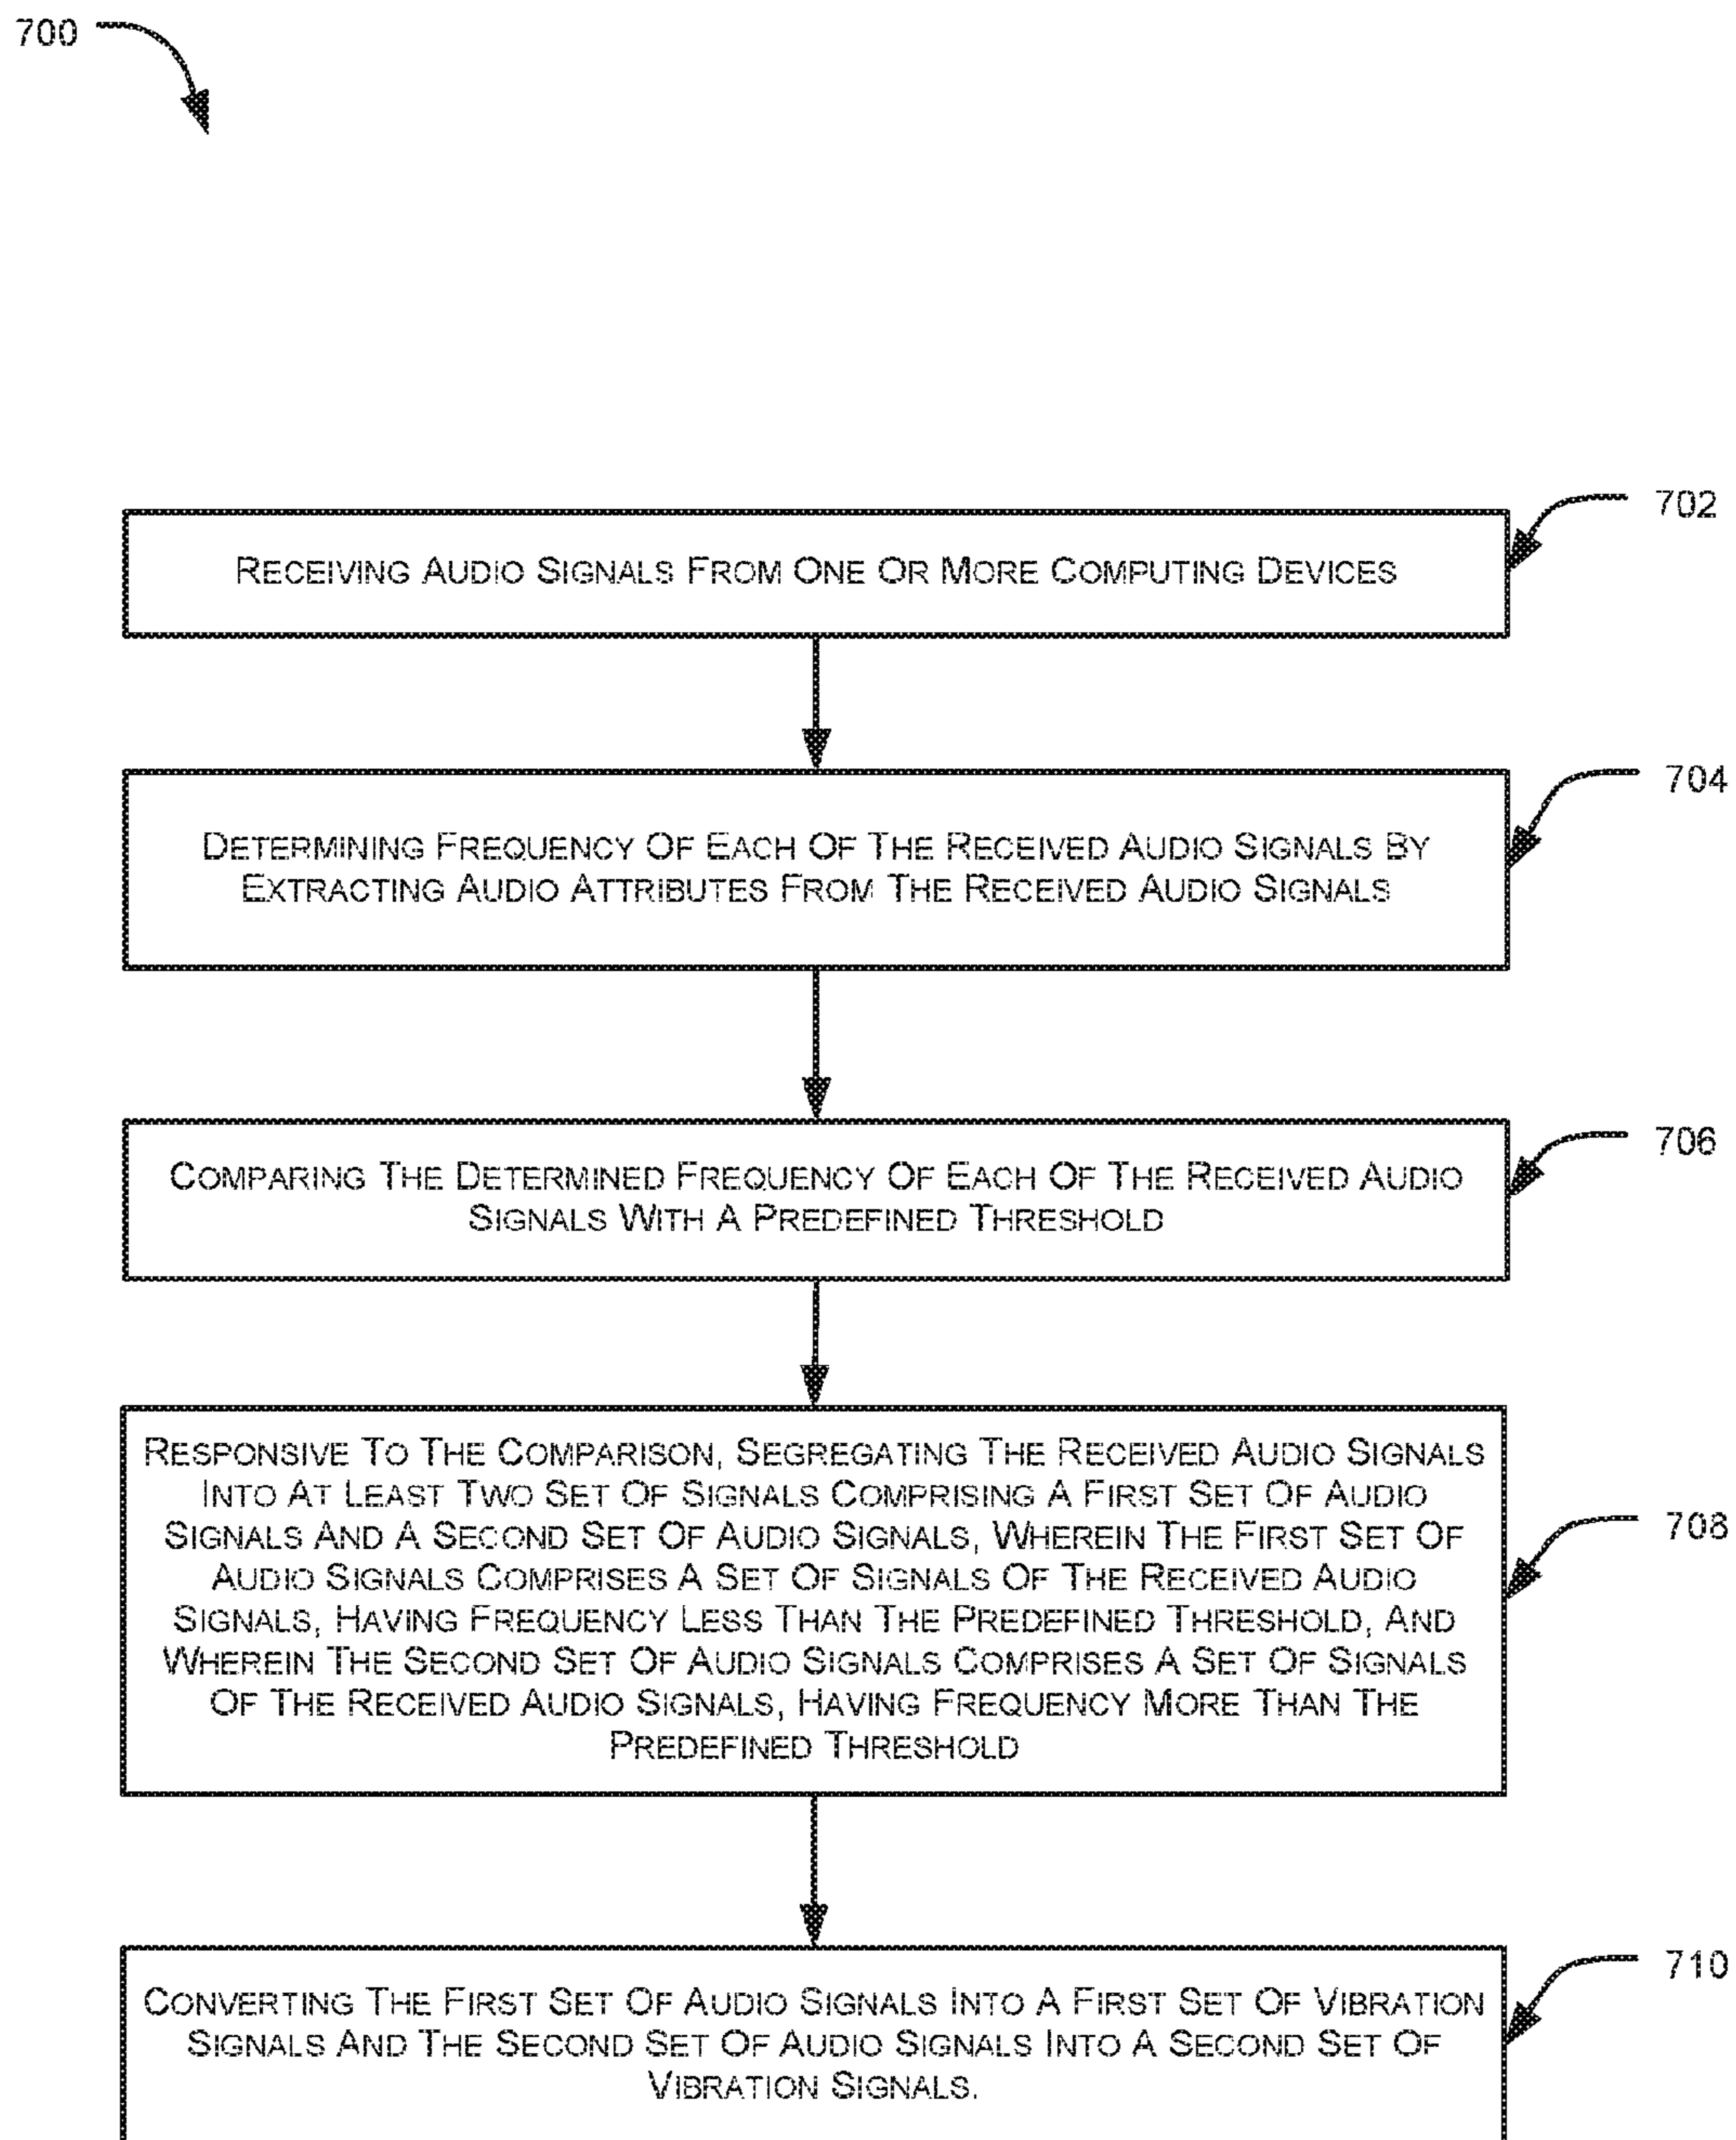 700
702
RECEIVING AUDIO SIGNALS FROM ONE OR MORE COMPUTING DEVICES
704
DETERMINING FREQUENCY OF EACH OF THE RECEIVED AUDIO SIGNALS BY
EXTRACTING AUDIO ATTRIBUTES FROM THE RECEIVED AUDIO SIGNALS
706
COMPARING THE DETERMINED FREQUENCY OF EACH OF THE RECEIVED AUDIO
SIGNALS WITH A PREDEFINED THRESHOLD
RESPONSIVE TO THE COMPARISON, SEGREGATING THE RECEIVED AUDIO SIGNALS
INTO AT LEAST TWO SET OF SIGNALS COMPRISING A FIRST SET OF AUDIO
SIGNALS AND A SECOND SET OF AUDIO SIGNALS, WHEREIN THE FIRST SET OF
708
AUDIO SIGNALS COMPRISES A SET OF SIGNALS OF THE RECEIVED AUDIO
SIGNALS, HAVING FREQUENCY LESS THAN THE PREDEFINED THRESHOLD, AND
WHEREIN THE SECOND SET OF AUDIO SIGNALS COMPRISES A SET OF SIGNALS
OF THE RECEIVED AUDIO SIGNALS, HAVING FREQUENCY MORE THAN THE
PREDEFINED THRESHOLD
710
CONVERTING THE FIRST SET OF AUDIO SIGNALS INTO A FIRST SET OF VIBRATION
SIGNALS AND THE SECOND SET OF AUDIO SIGNALS INTO A SECOND SET OF
VIBRATION SIGNALS.